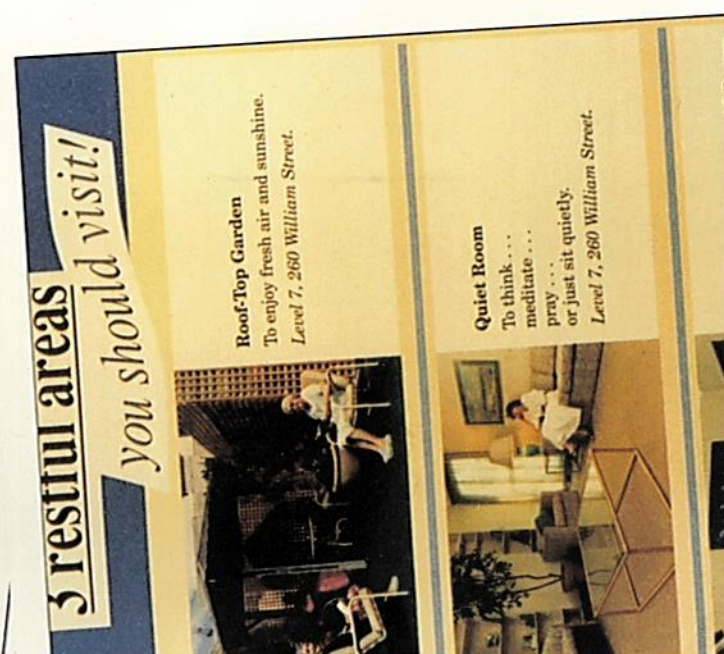 3 restful areas
you should visit!
Roof-Top Garden
To enjoy fresh air and sunshine.
Level 7, 260 William Street.
Quiet Room
To think . . .
meditate . . .
pray . . .
or just sit quietly.
Level 7, 260 William Street.